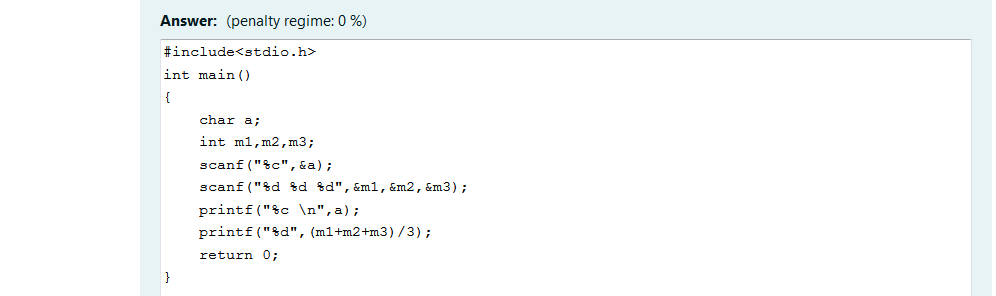 Answer: (penalty regime: 0 %)
#include<stdio.h>
int main()
{
    char a;
    int m1,m2,m3;
    scanf("%c",&a);
    scanf("%d %d %d",&m1,&m2,&m3);
    printf("%c \n",a);
    printf("%d",(m1+m2+m3)/3);
    return 0;
}